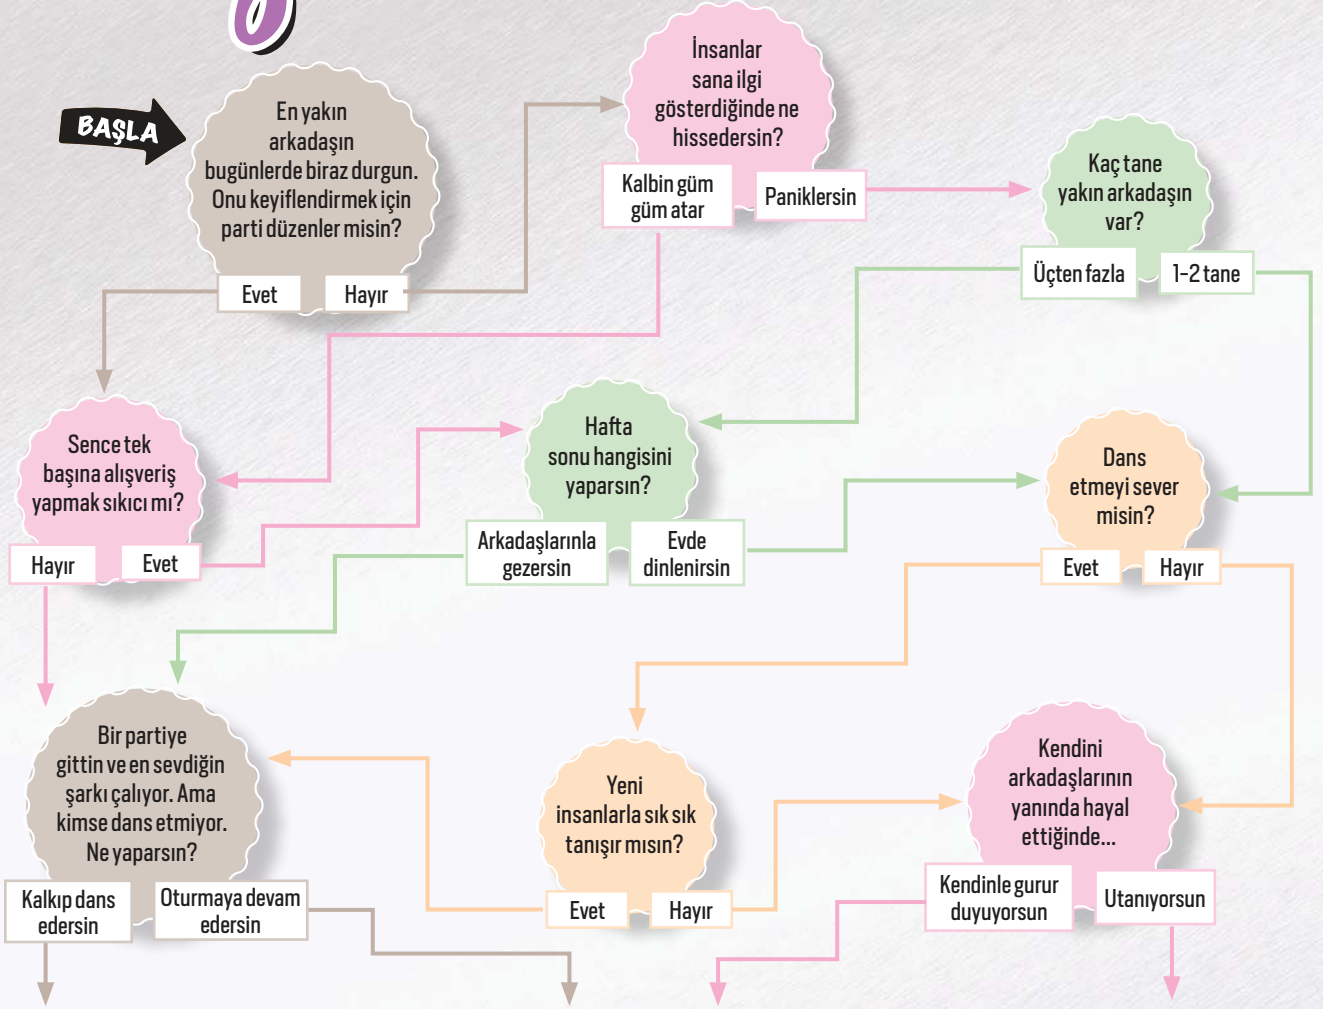 BAŞLA
En yakın
arkadaşın
bugünlerde biraz durgun.
Onu keyiflendirmek için
parti düzenler misin?
Evet
Hayır
İnsanlar
sana ilgi
gösterdiğinde ne
hissedersin?
Kalbin güm
güm atar
Paniklersin
Kaç tane
yakın arkadaşın
var?
Üçten fazla
1-2 tane
Sence tek
başına alışveriş
yapmak sıkıcı mı?
Hayır
Evet
Hafta
sonu hangisini
yaparsın?
Arkadaşlarınla
gezersin
Evde
dinlenirsin
Dans
etmeyi sever
misin?
Evet
Hayır
Bir partiye
gittin ve en sevdiğin
şarkı çalıyor. Ama
kimse dans etmiyor.
Ne yaparsın?
Kalkıp dans
edersin
Oturmaya devam
edersin
Yeni
insanlarla sık sık
tanışır mısın?
Evet
Hayır
Kendini
arkadaşlarının
yanında hayal
ettiğinde...
Kendinle gurur
duyuyorsun
Utanıyorsun